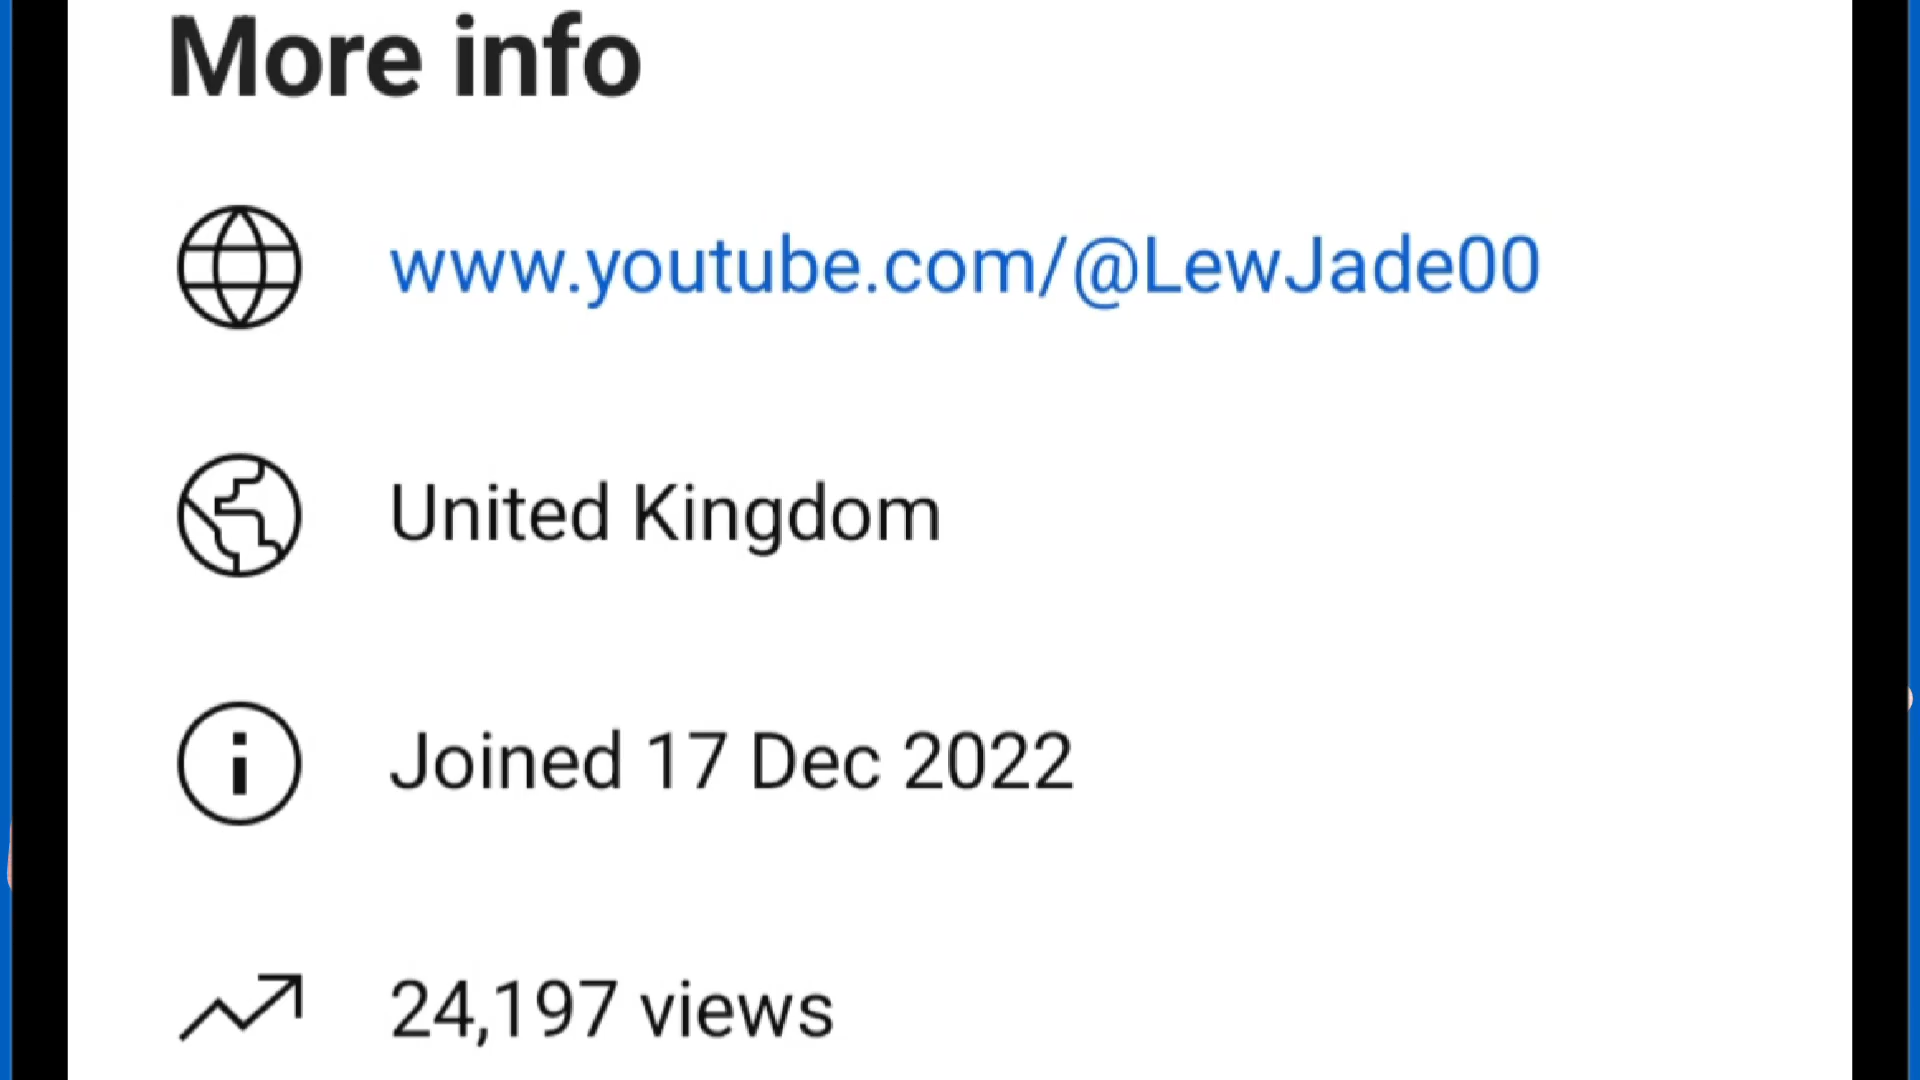 More info
www.youtube.com/@LewJade00
United Kingdom
Joined 17 Dec 2022
24,197 views